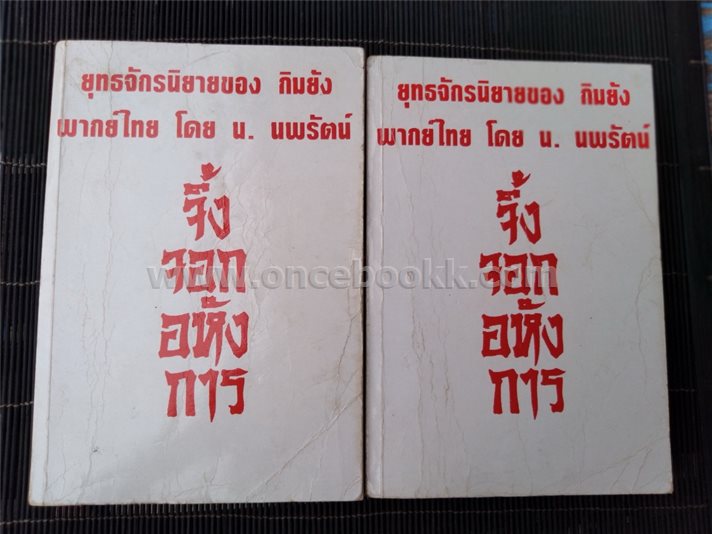 ยุทธจักรนิยายของ กิมย้ง
พากย์ไทย โดย น. นพรัตน์
จิ้ง
จอก
อหัง
การ
ยุทธจักรนิยายของ กิมย้ง
พากย์ไทย โดย น. นพรัตน์
จิ้ง
จอก
อหัง
การ
www.oncebookk.com